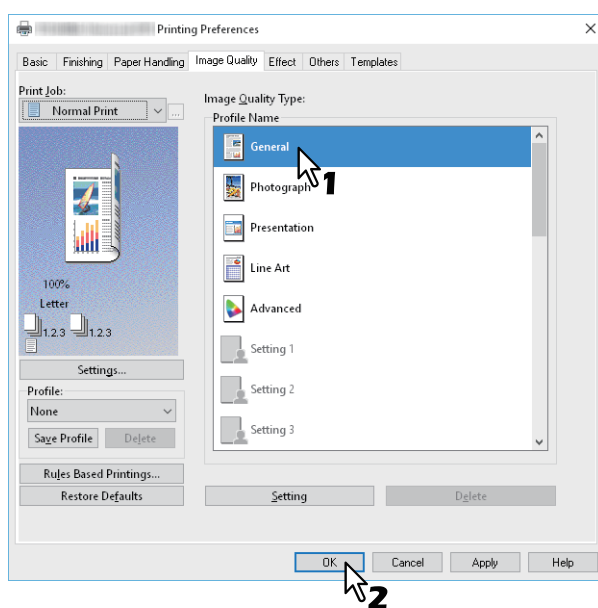 Printing Preferences
Basic Finishing Paper Handling Image Quality Effect Others Templates
Print Job:
Normal Print
...
100%
Letter
1.2.3 1.2.3
Settings...
Profile:
None
Save Profile Delete
Rules Based Printings...
Restore Defaults
Image Quality Type:
Profile Name
General
1
Photograph
Presentation
Line Art
Advanced
Setting 1
Setting 2
Setting 3
Setting Delete
OK Cancel Apply Help
2